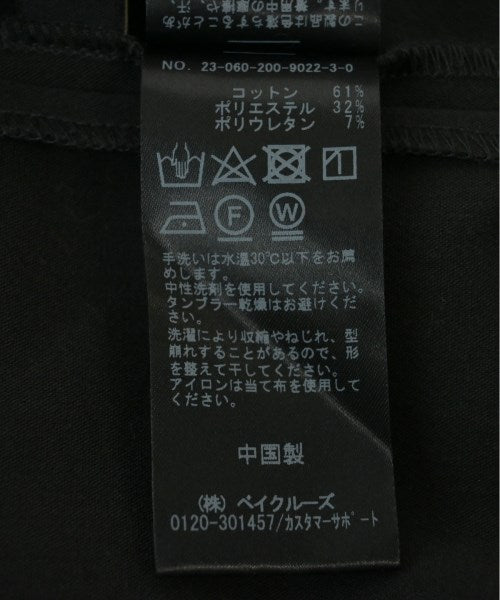 NO. 23-060-200-9022-3-0
コットン 61%
ポリエステル 32%
ポリウレタン 7%
F W
手洗いは水温30℃以下をお薦
めします。
中性洗剤を使用してください。
タンブラー乾燥はお避けくだ
さい。
洗濯により収縮やねじれ、型
崩れすることがあるので、形
を整えて干してください。
アイロンは当て布を使用して
ください。
中国製
(株) ベイクルーズ
0120-301457/カスタマーサポート